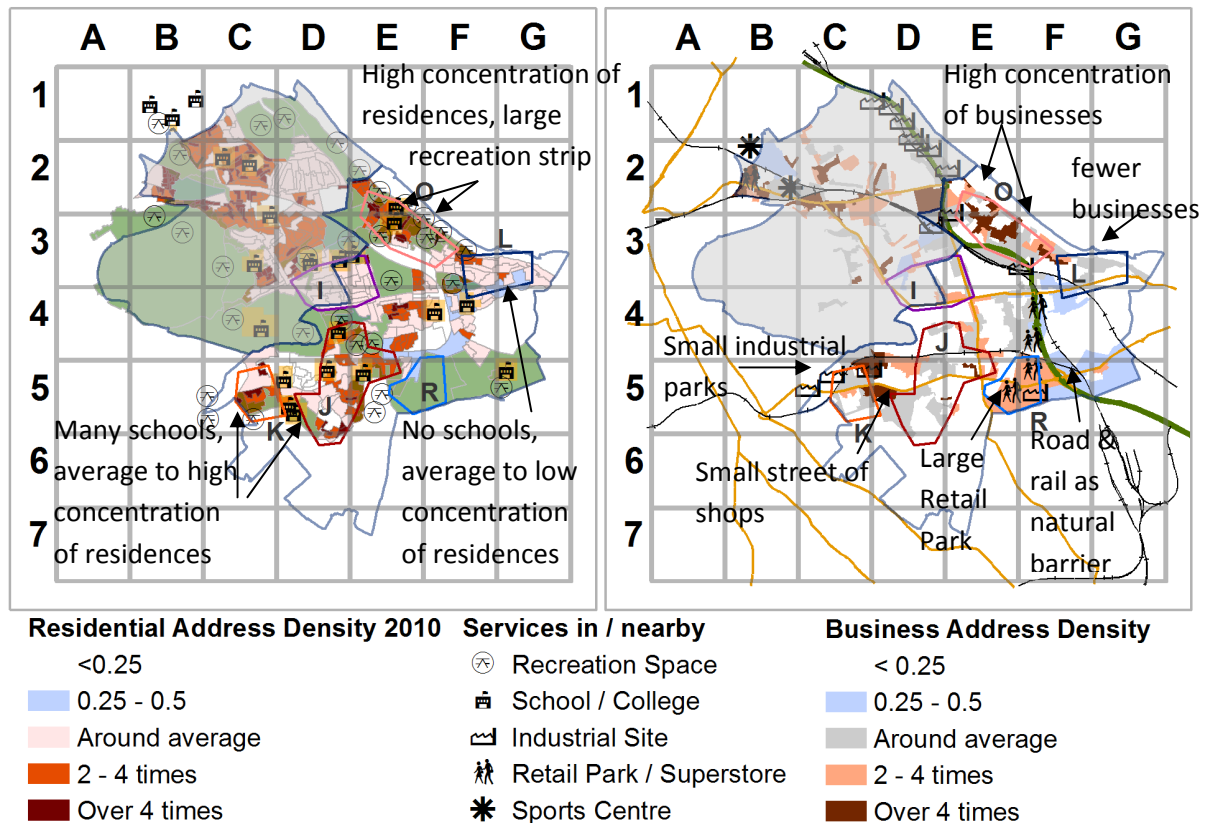 A B C D E F G
1
2
3
4
5
6
7
High concentration of
residences, large
recreation strip
O
L
I
J
K
R
Many schools,
average to high
concentration
of residences
No schools,
average to low
concentration
of residences
A B C D E F G
1
2
3
4
5
6
7
High concentration
of businesses
fewer
businesses
O
L
I
J
K
R
Small industrial
parks
Small street of
shops
Large
Retail
Park
Road &
rail as
natural
barrier
Residential Address Density 2010
<0.25
0.25 - 0.5
Around average
2 - 4 times
Over 4 times
Services in / nearby
Recreation Space
School / College
Industrial Site
Retail Park / Superstore
Sports Centre
Business Address Density
< 0.25
0.25 - 0.5
Around average
2 - 4 times
Over 4 times